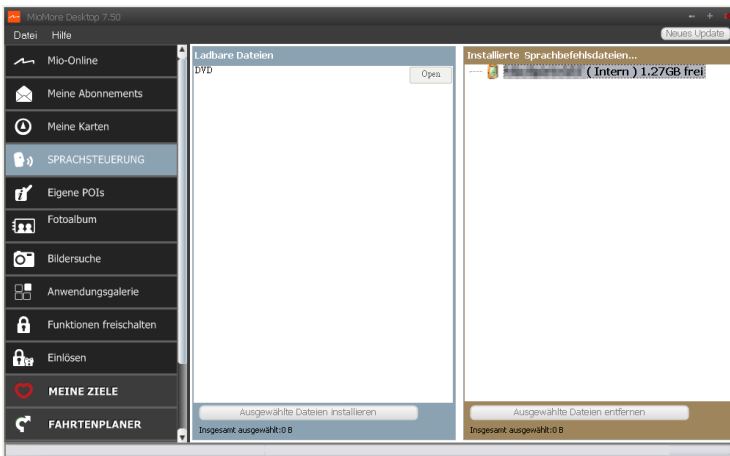 MioMore Desktop 7.50
Datei Hilfe
Neues Update
Mio-Online
Meine Abonnements
Meine Karten
SPRACHSTEUERUNG
Eigene POIs
Fotoalbum
Bildersuche
Anwendungsgalerie
Funktionen freischalten
Einlösen
MEINE ZIELE
FAHRTENPLANER
Ladbare Dateien
DVD
Open
Ausgewählte Dateien installieren
Insgesamt ausgewählt:0 B
Installierte Sprachbefehlsdateien...
( Intern ) 1.27GB frei
Ausgewählte Dateien entfernen
Insgesamt ausgewählt:0 B